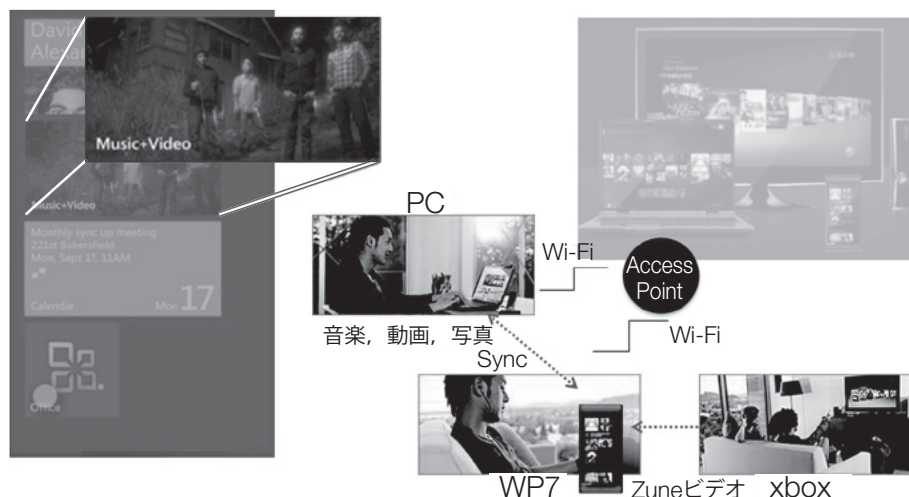 David
Alexan
Music+Video
Music+Video
Monthly sync up meeting
221st Bakersfield
Mon, Sept 17, 11AM
Calendar
Mon 17
Office
zune
Features
PC
Wi-Fi
Access
Point
Wi-Fi
音楽，動画，写真
Sync
WP7
Zuneビデオ
xbox